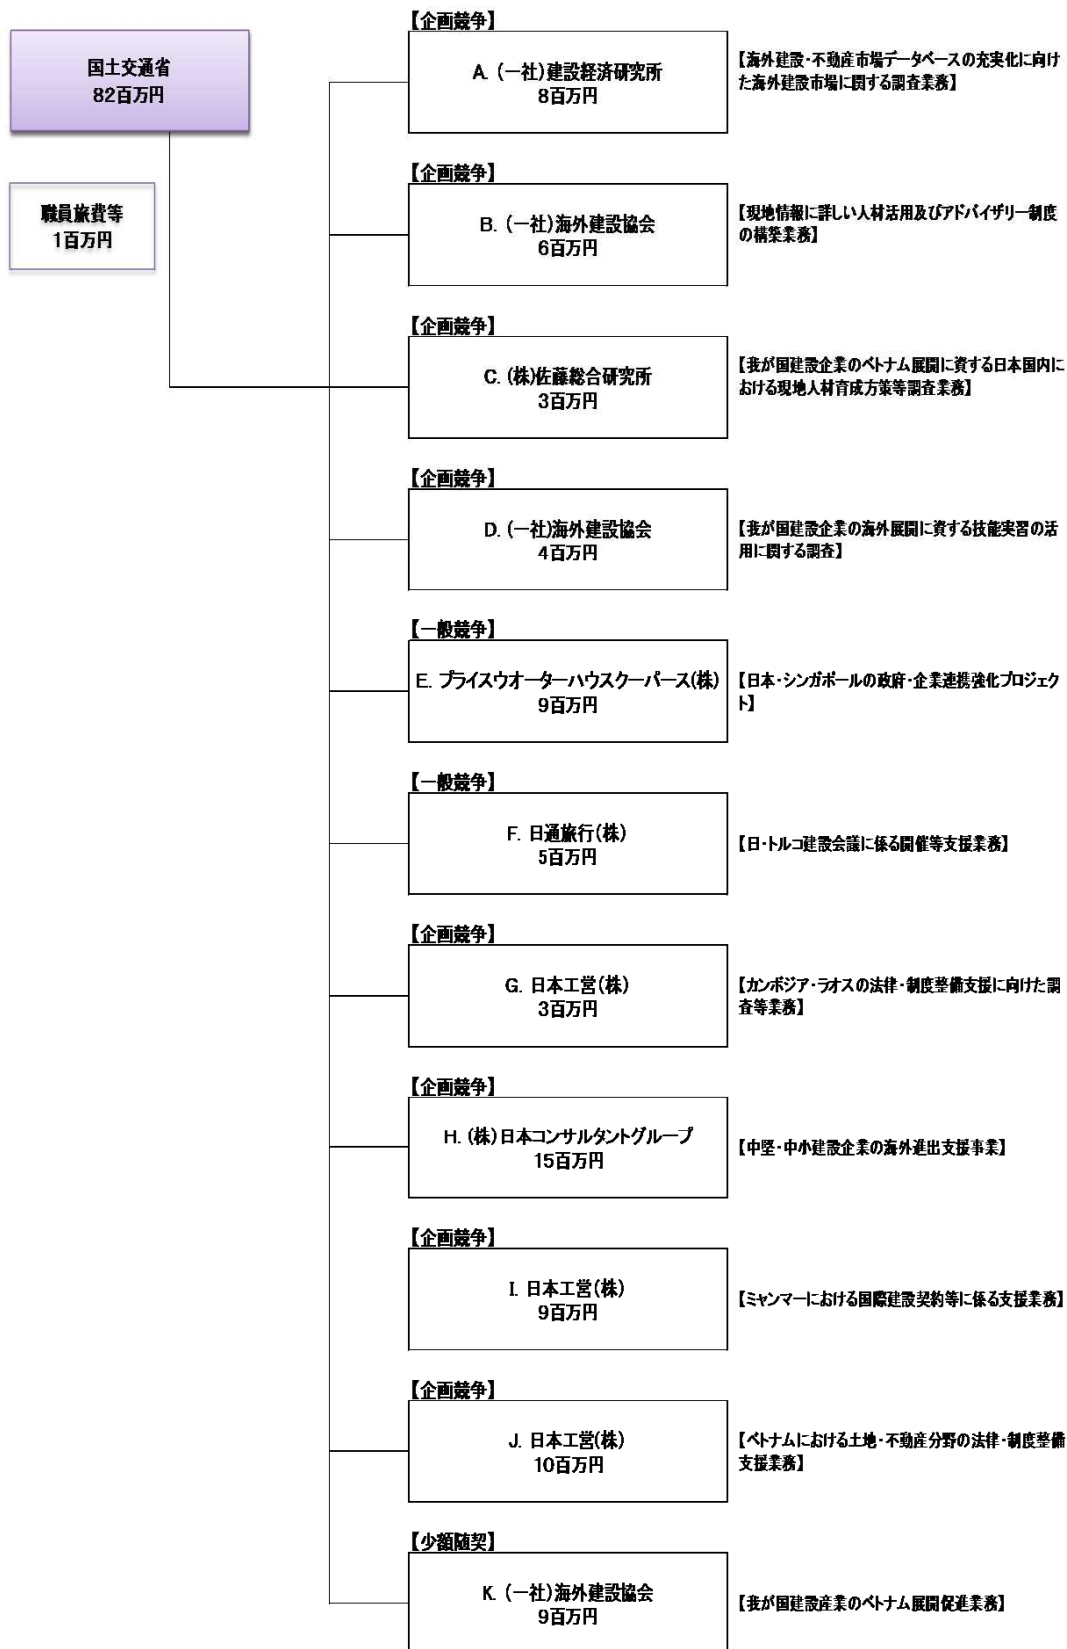 国土交通省
82百万円
職員旅費等
1百万円
【企画競争】
A. (一社)建設経済研究所
8百万円
【海外建設・不動産市場データベースの充実化に向け
た海外建設市場に関する調査業務】
【企画競争】
B. (一社)海外建設協会
6百万円
【現地情報に詳しい人材活用及びアドバイザリー制度
の構築業務】
【企画競争】
C. (株)佐藤総合研究所
3百万円
【我が国建設企業のベトナム展開に資する日本国内に
おける現地人材育成方策等調査業務】
【企画競争】
D. (一社)海外建設協会
4百万円
【我が国建設企業の海外展開に資する技能実習の活
用に関する調査】
【一般競争】
E. プライスウオーターハウスクーパース(株)
9百万円
【日本・シンガポールの政府・企業連携強化プロジェク
ト】
【一般競争】
F. 日通旅行(株)
5百万円
【日・トルコ建設会議に係る開催等支援業務】
【企画競争】
G. 日本工営(株)
3百万円
【カンボジア・ラオスの法律・制度整備支援に向けた調
査等業務】
【企画競争】
H. (株)日本コンサルタントグループ
15百万円
【中堅・中小建設企業の海外進出支援事業】
【企画競争】
I. 日本工営(株)
9百万円
【ミャンマーにおける国際建設契約等に係る支援業務】
【企画競争】
J. 日本工営(株)
10百万円
【ベトナムにおける土地・不動産分野の法律・制度整備
支援業務】
【少額随契】
K. (一社)海外建設協会
9百万円
【我が国建設産業のベトナム展開促進業務】